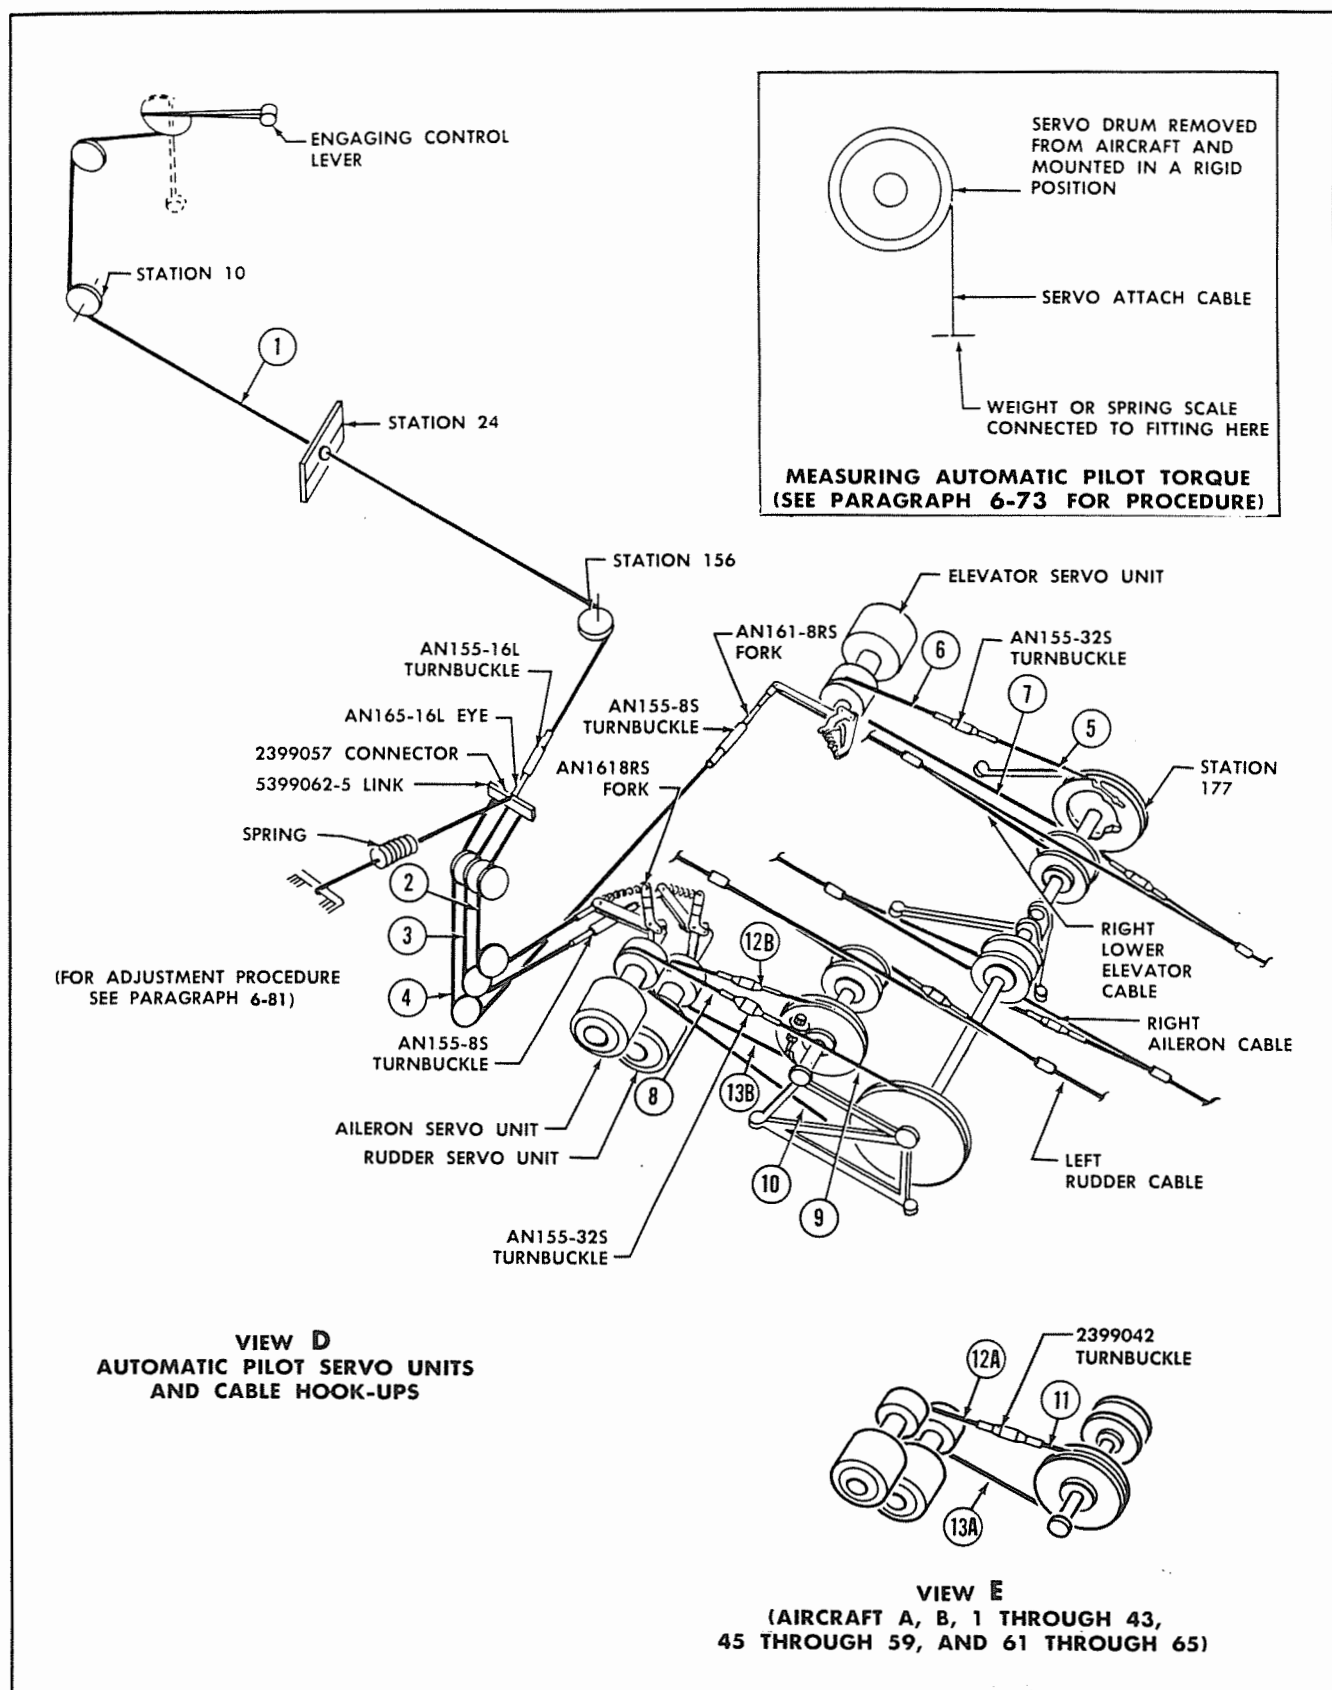 ENGAGING CONTROL
LEVER
STATION 10
1
STATION 24
SERVO DRUM REMOVED
FROM AIRCRAFT AND
MOUNTED IN A RIGID
POSITION
SERVO ATTACH CABLE
WEIGHT OR SPRING SCALE
CONNECTED TO FITTING HERE
MEASURING AUTOMATIC PILOT TORQUE
(SEE PARAGRAPH 6-73 FOR PROCEDURE)
STATION 156
ELEVATOR SERVO UNIT
AN155-16L
TURNBUCKLE
AN161-8RS
FORK
6
AN155-32S
TURNBUCKLE
AN165-16L EYE
AN155-8S
TURNBUCKLE
7
5
2399057 CONNECTOR
5399062-5 LINK
AN1618RS
FORK
STATION
177
SPRING
2
3
4
12B
RIGHT
LOWER
ELEVATOR
CABLE
(FOR ADJUSTMENT PROCEDURE
SEE PARAGRAPH 6-81)
RIGHT
AILERON CABLE
AN155-8S
TURNBUCKLE
8
13B
AILERON SERVO UNIT
RUDDER SERVO UNIT
10
9
LEFT
RUDDER CABLE
AN155-32S
TURNBUCKLE
VIEW D
AUTOMATIC PILOT SERVO UNITS
AND CABLE HOOK-UPS
2399042
TURNBUCKLE
12A
11
13A
VIEW E
(AIRCRAFT A, B, 1 THROUGH 43,
45 THROUGH 59, AND 61 THROUGH 65)